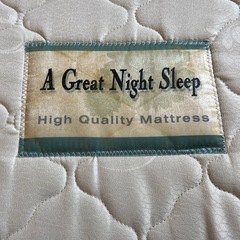 A Great Night Sleep
High Quality Mattress